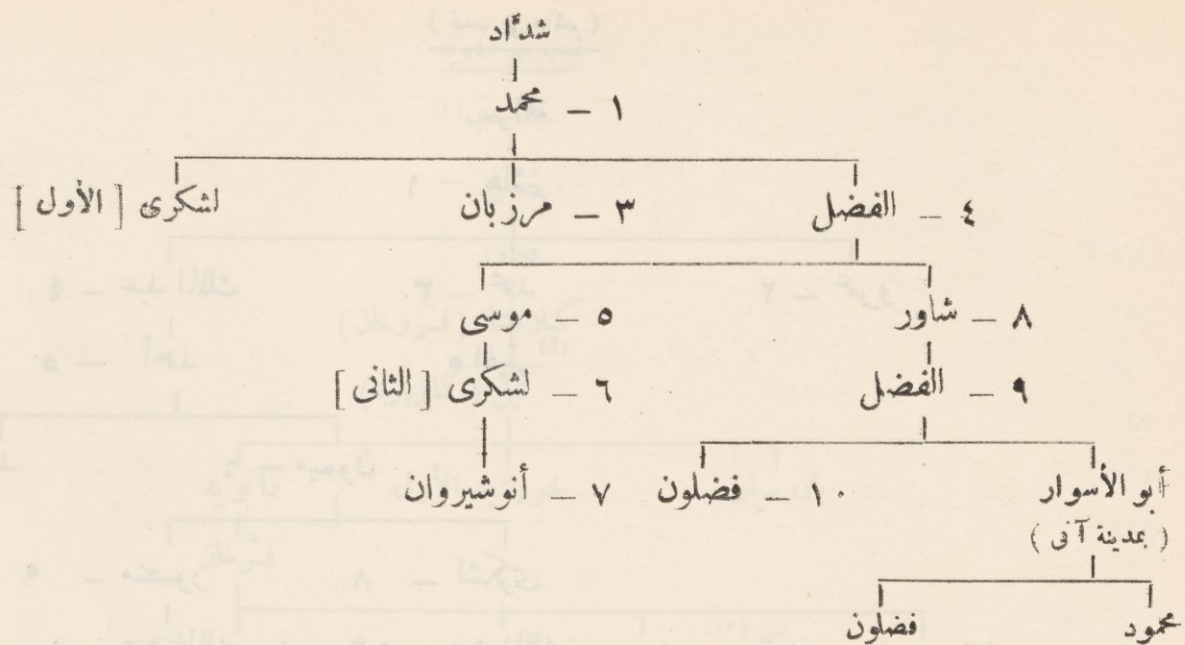 شدّاد
١ – محمد
٤ – الفضل ٣ – مرزبان لشكرى [ الأول ]
٨ – شاور ٥ – موسى
٩ – الفضل ٦ – لشكرى [ الثانى ]
أبو الأسوار ١٠ – فضلون ٧ – أنوشيروان
( بمدينة آنى )
محمود فضلون